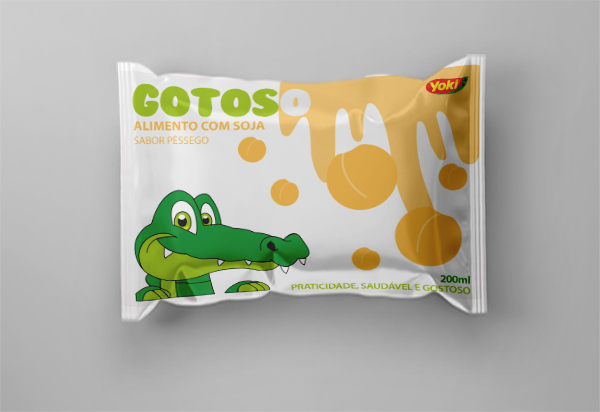 GOTOSO
Yoki
ALIMENTO COM SOJA
SABOR PÊSSEGO
200ml
PRATICIDADE, SAUDÁVEL E GOSTOSO